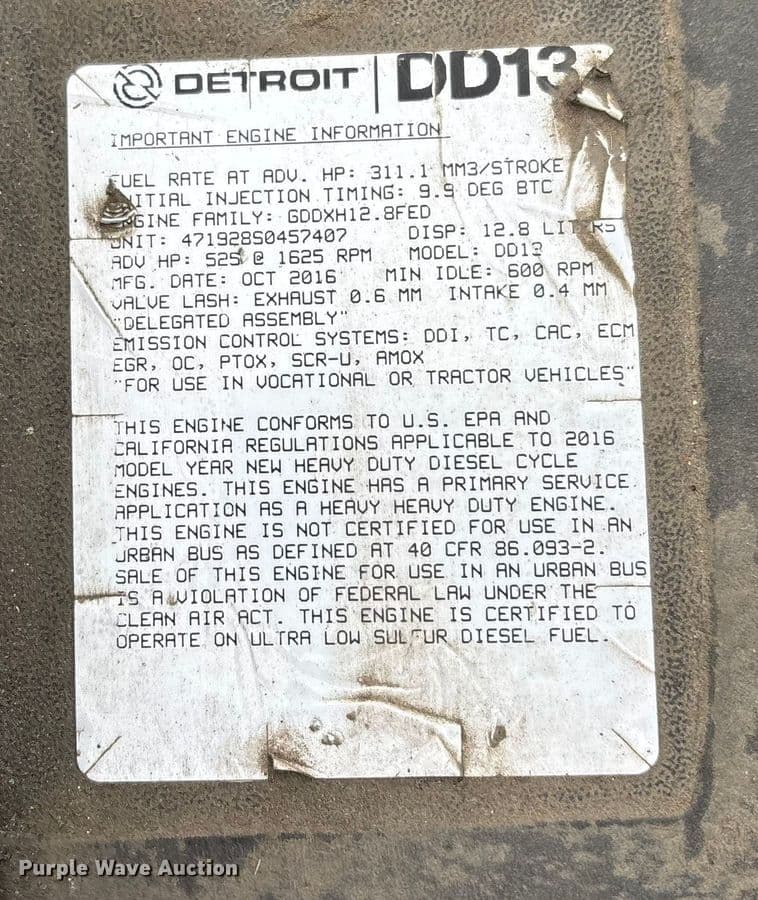 DETROIT | DD13
IMPORTANT ENGINE INFORMATION
FUEL RATE AT ADV. HP: 311.1 MM3/STROKE
INITIAL INJECTION TIMING: 9.9 DEG BTC
ENGINE FAMILY: GDDXH12.8FED
UNIT: 471928S0457407 DISP: 12.8 LITERS
ADV HP: 525 @ 1625 RPM MODEL: DD13
MFG. DATE: OCT 2016 MIN IDLE: 600 RPM
VALVE LASH: EXHAUST 0.6 MM INTAKE 0.4 MM
"DELEGATED ASSEMBLY"
EMISSION CONTROL SYSTEMS: DDI, TC, CAC, ECM
EGR, OC, PTOX, SCR-U, AMOX
"FOR USE IN VOCATIONAL OR TRACTOR VEHICLES"
THIS ENGINE CONFORMS TO U.S. EPA AND
CALIFORNIA REGULATIONS APPLICABLE TO 2016
MODEL YEAR NEW HEAVY DUTY DIESEL CYCLE
ENGINES. THIS ENGINE HAS A PRIMARY SERVICE
APPLICATION AS A HEAVY HEAVY DUTY ENGINE.
THIS ENGINE IS NOT CERTIFIED FOR USE IN AN
URBAN BUS AS DEFINED AT 40 CFR 86.093-2.
SALE OF THIS ENGINE FOR USE IN AN URBAN BUS
IS A VIOLATION OF FEDERAL LAW UNDER THE
CLEAN AIR ACT. THIS ENGINE IS CERTIFIED TO
OPERATE ON ULTRA LOW SULFUR DIESEL FUEL.
Purple Wave Auction